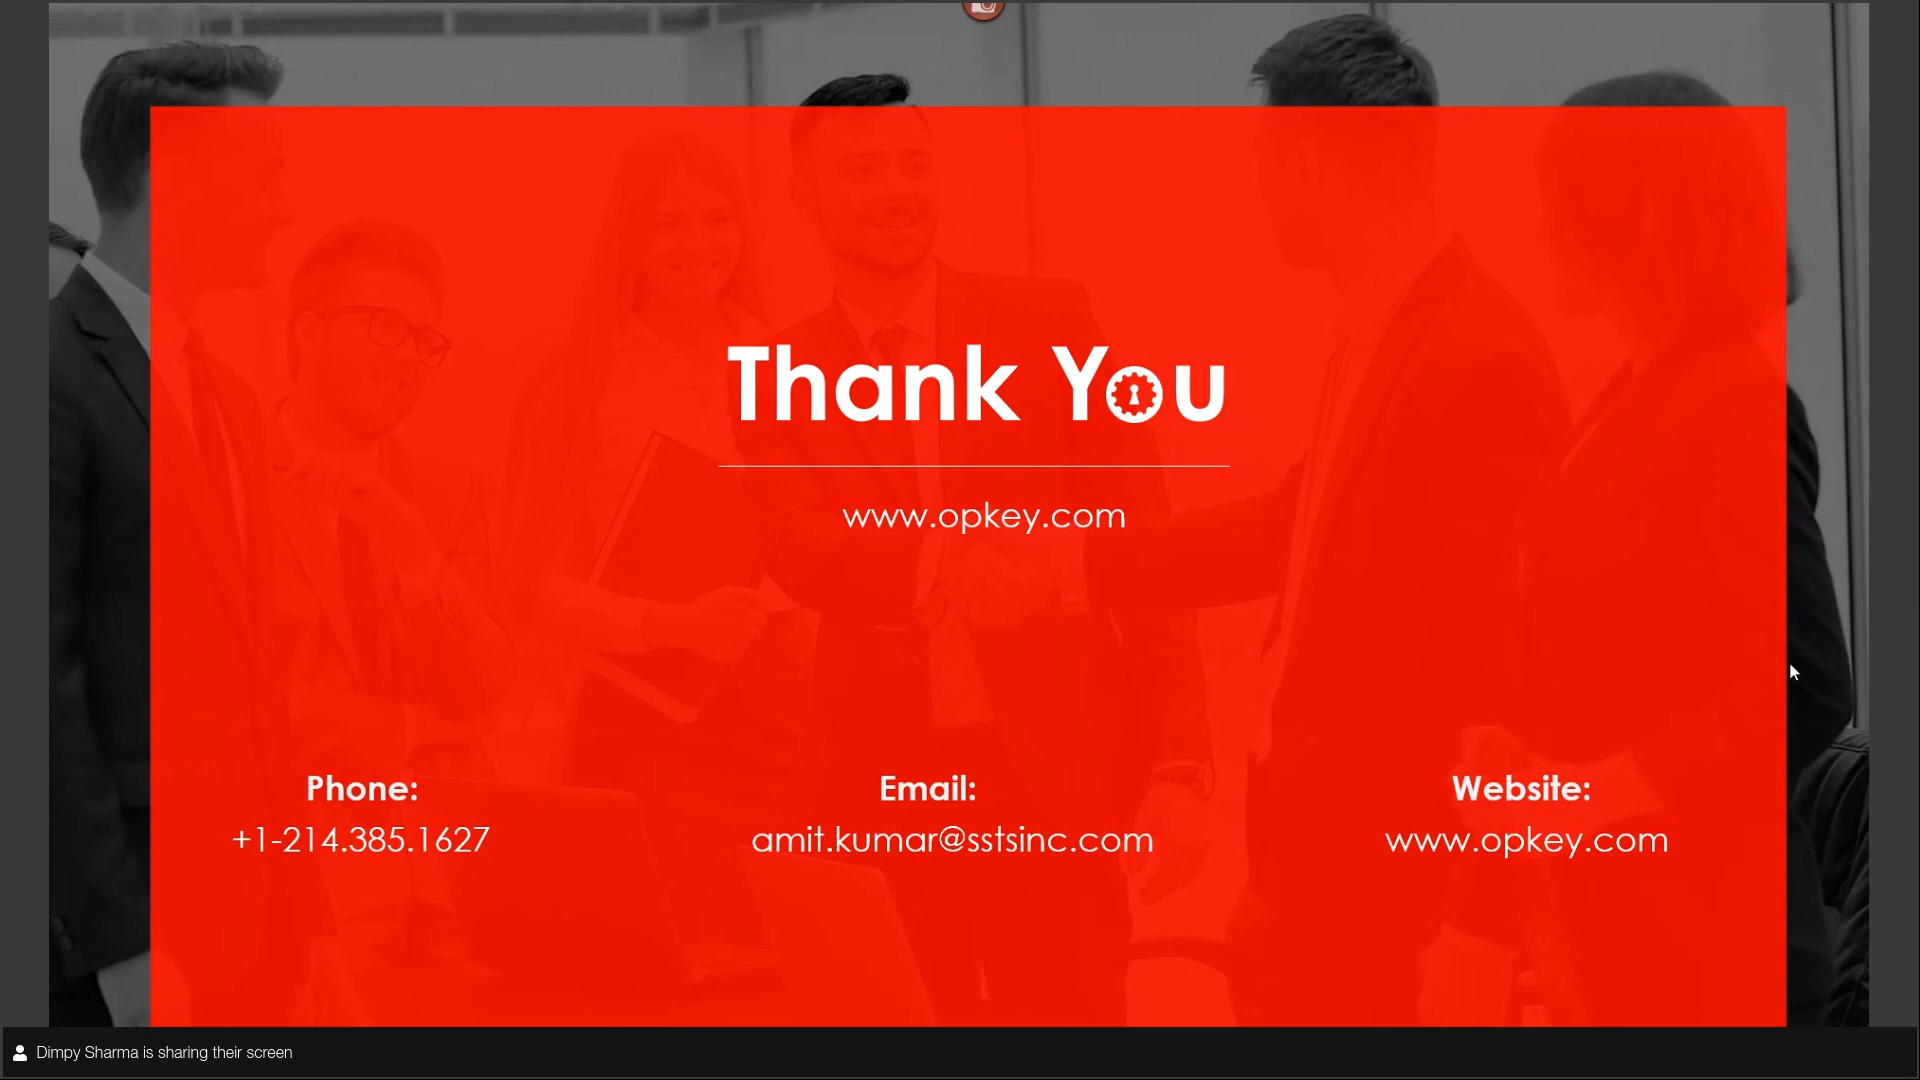 Thank You
www.opkey.com
Phone:
+1-214.385.1627
Email:
amit.kumar@sstsinc.com
Website:
www.opkey.com
Dimpy Sharma is sharing their screen